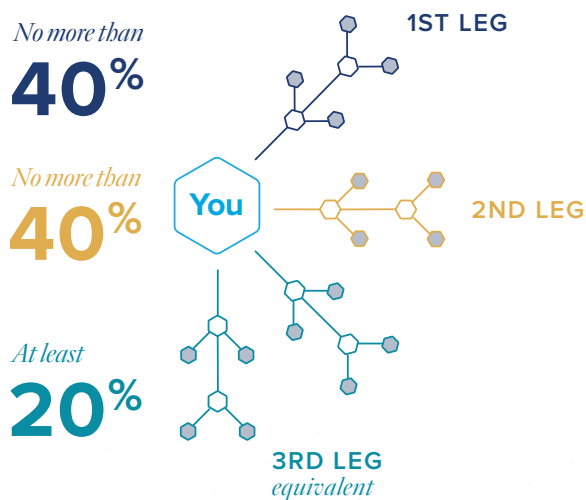 No more than
40%
1ST LEG
No more than
40%
You
2ND LEG
At least
20%
3RD LEG
equivalent